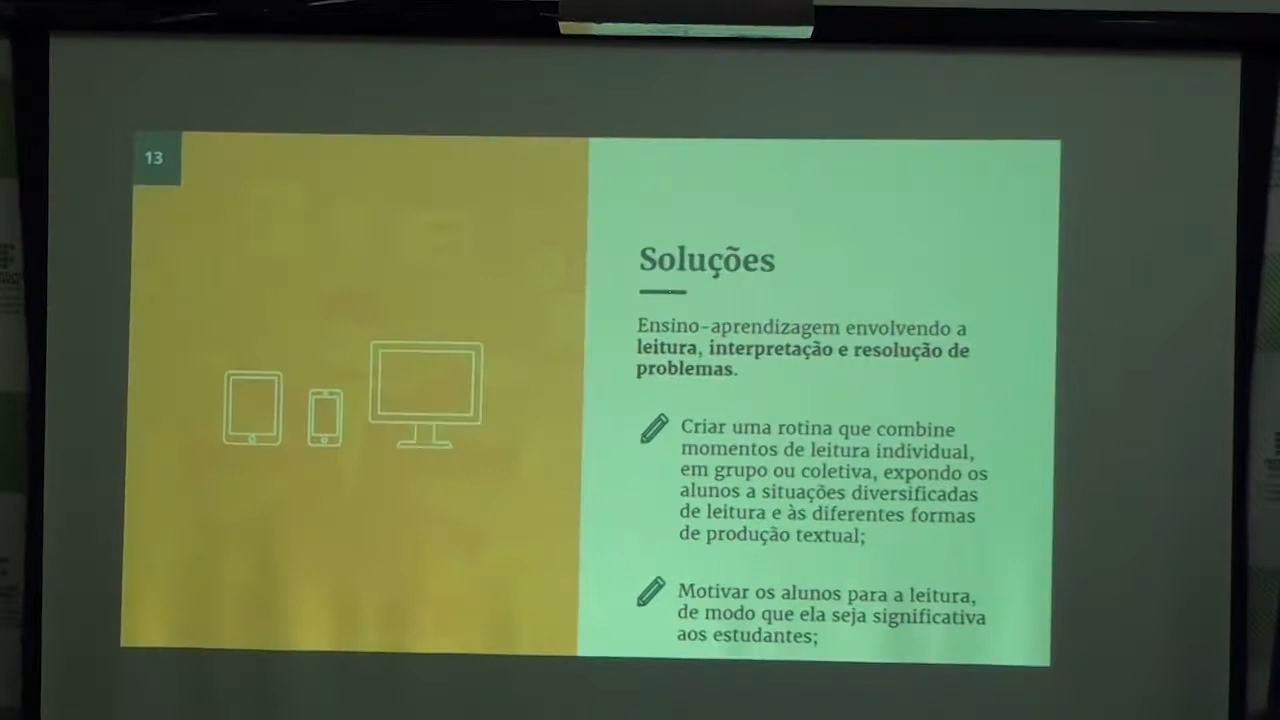 13
Soluções
Ensino-aprendizagem envolvendo a
leitura, interpretação e resolução de
problemas.
Criar uma rotina que combine
momentos de leitura individual,
em grupo ou coletiva, expondo os
alunos a situações diversificadas
de leitura e às diferentes formas
de produção textual;
Motivar os alunos para a leitura,
de modo que ela seja significativa
aos estudantes;